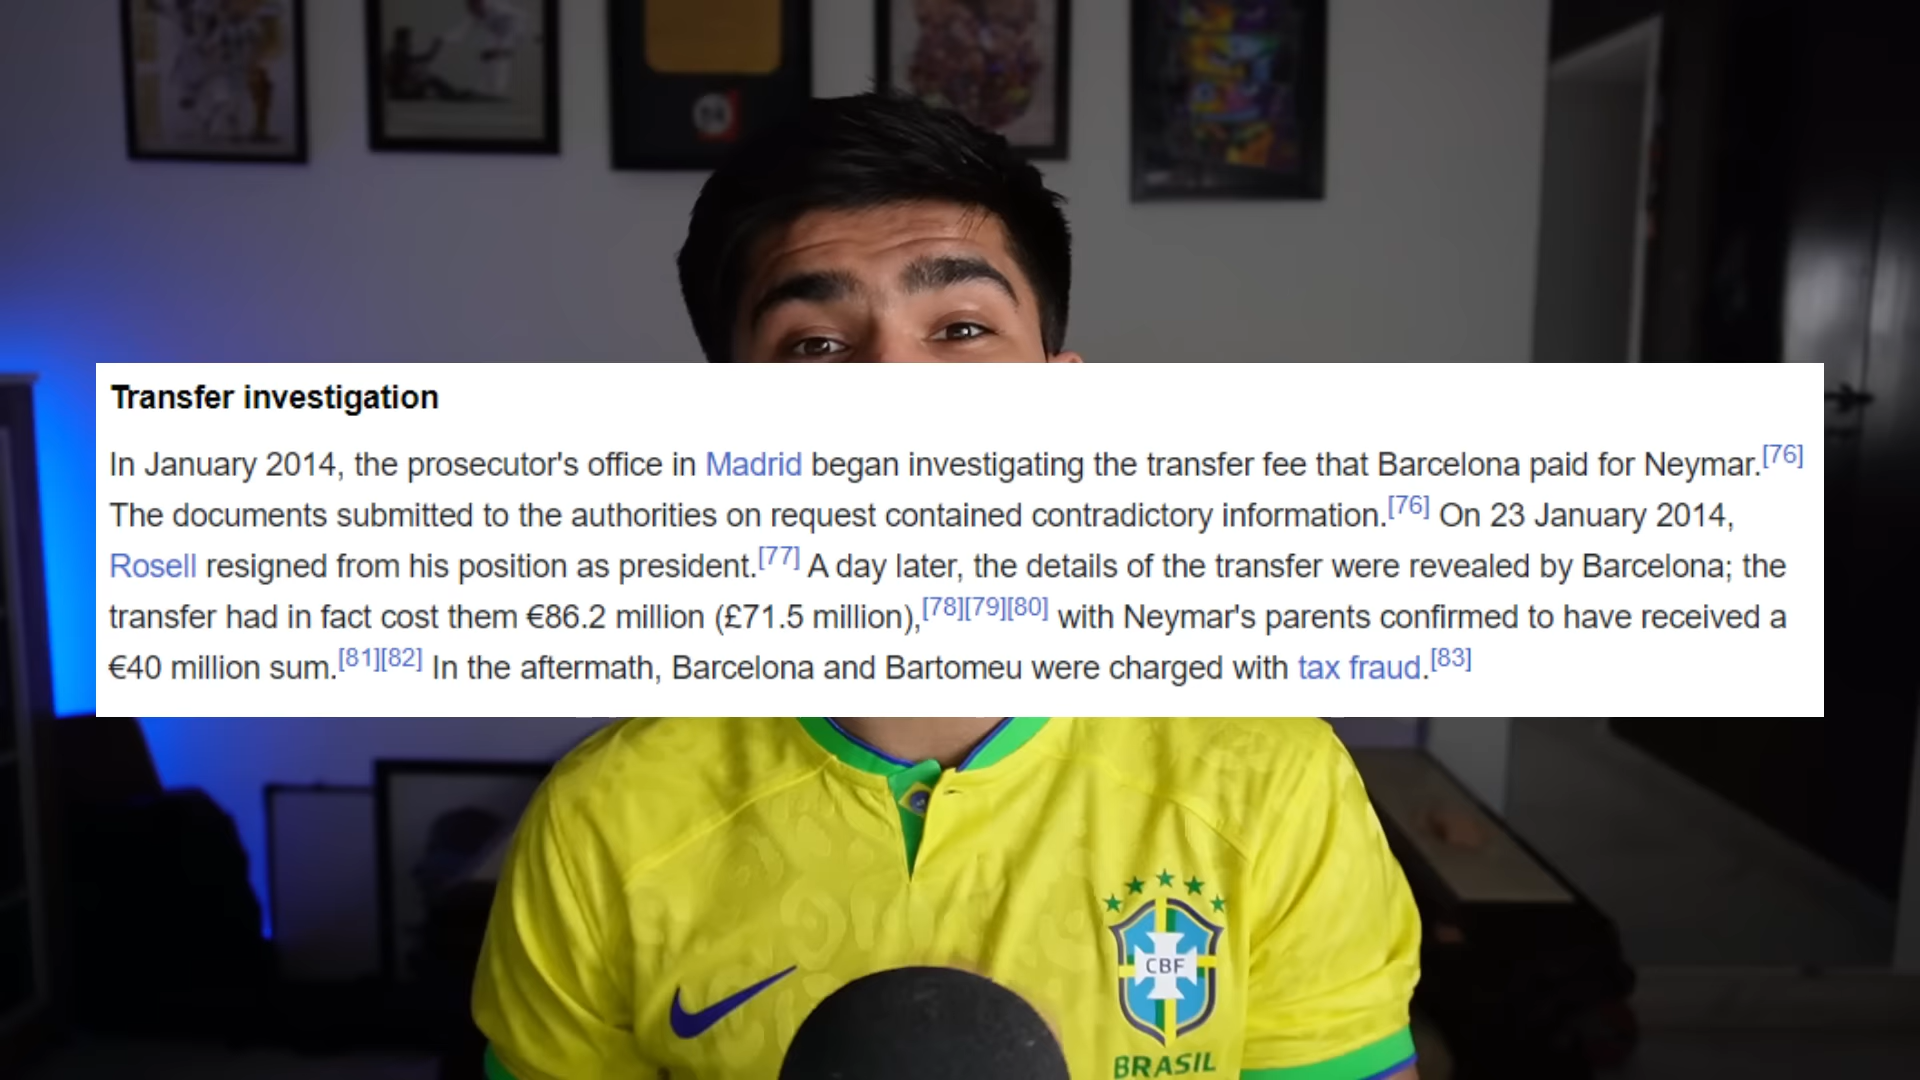 Transfer investigation
In January 2014, the prosecutor's office in Madrid began investigating the transfer fee that Barcelona paid for Neymar.[76]
The documents submitted to the authorities on request contained contradictory information.[76] On 23 January 2014,
Rosell resigned from his position as president.[77] A day later, the details of the transfer were revealed by Barcelona; the
transfer had in fact cost them €86.2 million (£71.5 million),[78][79][80] with Neymar's parents confirmed to have received a
€40 million sum.[81][82] In the aftermath, Barcelona and Bartomeu were charged with tax fraud.[83]
CBF
BRASIL